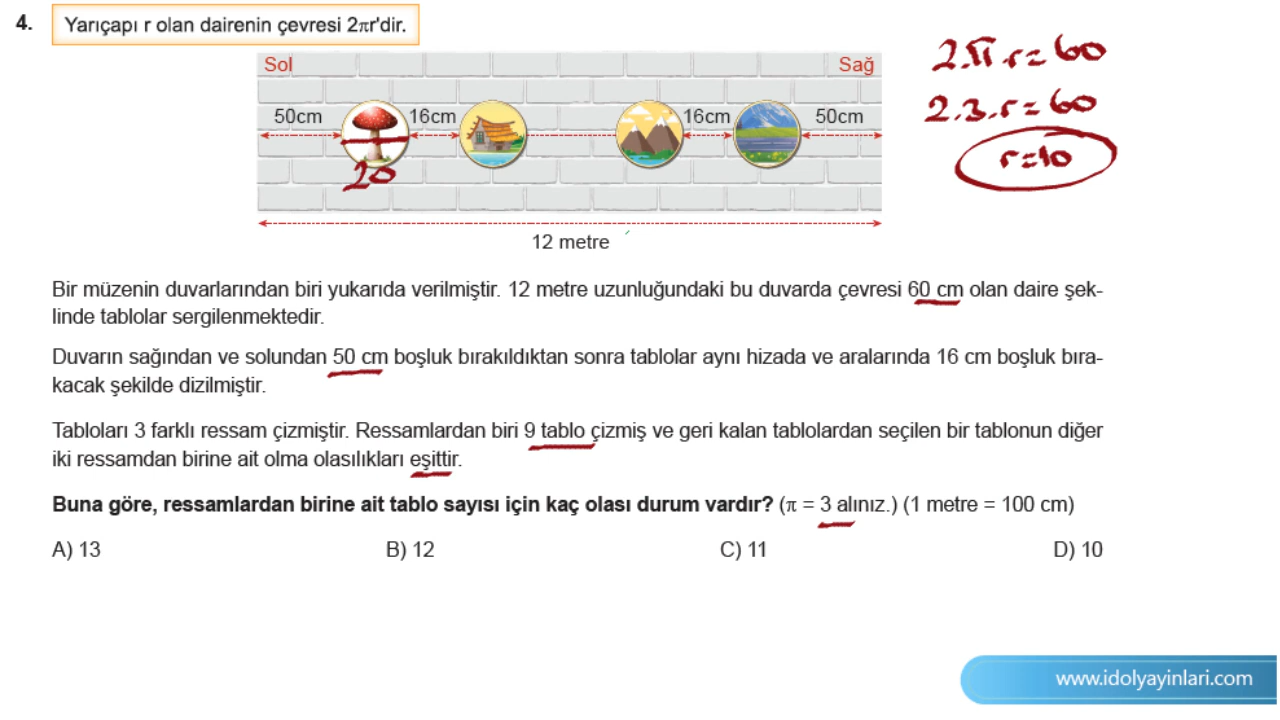 4. Yarıçapı r olan dairenin çevresi 2πr'dir.
Sol Sağ
50cm 16cm 16cm 50cm
20
12 metre
2.π.r=60
2.3.r=60
r=10
Bir müzenin duvarlarından biri yukarıda verilmiştir. 12 metre uzunluğundaki bu duvarda çevresi 60 cm olan daire şek-
linde tablolar sergilenmektedir.
Duvarın sağından ve solundan 50 cm boşluk bırakıldıktan sonra tablolar aynı hizada ve aralarında 16 cm boşluk bıra-
kacak şekilde dizilmiştir.
Tabloları 3 farklı ressam çizmiştir. Ressamlardan biri 9 tablo çizmiş ve geri kalan tablolardan seçilen bir tablonun diğer
iki ressamdan birine ait olma olasılıkları eşittir.
Buna göre, ressamlardan birine ait tablo sayısı için kaç olası durum vardır? (π = 3 alınız.) (1 metre = 100 cm)
A) 13 B) 12 C) 11 D) 10
www.idolyayinlari.com